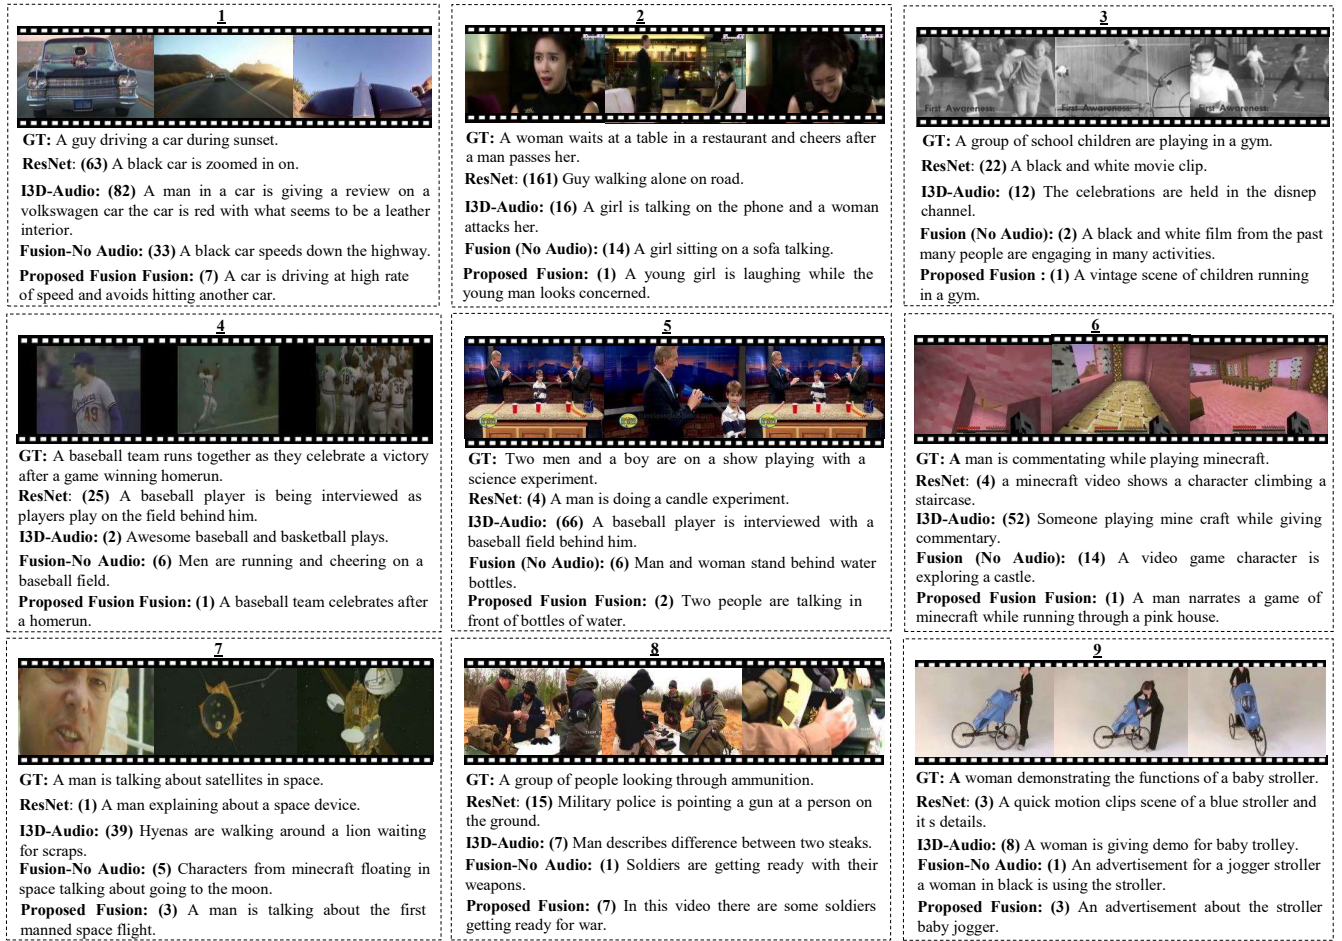 1
GT: A guy driving a car during sunset.
ResNet: (63) A black car is zoomed in on.
I3D-Audio: (82) A man in a car is giving a review on a
volkswagen car the car is red with what seems to be a leather
interior.
Fusion-No Audio: (33) A black car speeds down the highway.
Proposed Fusion Fusion: (7) A car is driving at high rate
of speed and avoids hitting another car.
2
GT: A woman waits at a table in a restaurant and cheers after
a man passes her.
ResNet: (161) Guy walking alone on road.
I3D-Audio: (16) A girl is talking on the phone and a woman
attacks her.
Fusion (No Audio): (14) A girl sitting on a sofa talking.
Proposed Fusion: (1) A young girl is laughing while the
young man looks concerned.
3
First Awareness:
First Awareness:
First Awareness:
GT: A group of school children are playing in a gym.
ResNet: (22) A black and white movie clip.
I3D-Audio: (12) The celebrations are held in the disnep
channel.
Fusion (No Audio): (2) A black and white film from the past
many people are engaging in many activities.
Proposed Fusion : (1) A vintage scene of children running
in a gym.
4
49
GT: A baseball team runs together as they celebrate a victory
after a game winning homerun.
ResNet: (25) A baseball player is being interviewed as
players play on the field behind him.
I3D-Audio: (2) Awesome baseball and basketball plays.
Fusion-No Audio: (6) Men are running and cheering on a
baseball field.
Proposed Fusion Fusion: (1) A baseball team celebrates after
a homerun.
5
GT: Two men and a boy are on a show playing with a
science experiment.
ResNet: (4) A man is doing a candle experiment.
I3D-Audio: (66) A baseball player is interviewed with a
baseball field behind him.
Fusion (No Audio): (6) Man and woman stand behind water
bottles.
Proposed Fusion Fusion: (2) Two people are talking in
front of bottles of water.
6
GT: A man is commentating while playing minecraft.
ResNet: (4) a minecraft video shows a character climbing a
staircase.
I3D-Audio: (52) Someone playing mine craft while giving
commentary.
Fusion (No Audio): (14) A video game character is
exploring a castle.
Proposed Fusion Fusion: (1) A man narrates a game of
minecraft while running through a pink house.
7
GT: A man is talking about satellites in space.
ResNet: (1) A man explaining about a space device.
I3D-Audio: (39) Hyenas are walking around a lion waiting
for scraps.
Fusion-No Audio: (5) Characters from minecraft floating in
space talking about going to the moon.
Proposed Fusion: (3) A man is talking about the first
manned space flight.
8
GT: A group of people looking through ammunition.
ResNet: (15) Military police is pointing a gun at a person on
the ground.
I3D-Audio: (7) Man describes difference between two steaks.
Fusion-No Audio: (1) Soldiers are getting ready with their
weapons.
Proposed Fusion: (7) In this video there are some soldiers
getting ready for war.
9
GT: A woman demonstrating the functions of a baby stroller.
ResNet: (3) A quick motion clips scene of a blue stroller and
it s details.
I3D-Audio: (8) A woman is giving demo for baby trolley.
Fusion-No Audio: (1) An advertisement for a jogger stroller
a woman in black is using the stroller.
Proposed Fusion: (3) An advertisement about the stroller
baby jogger.